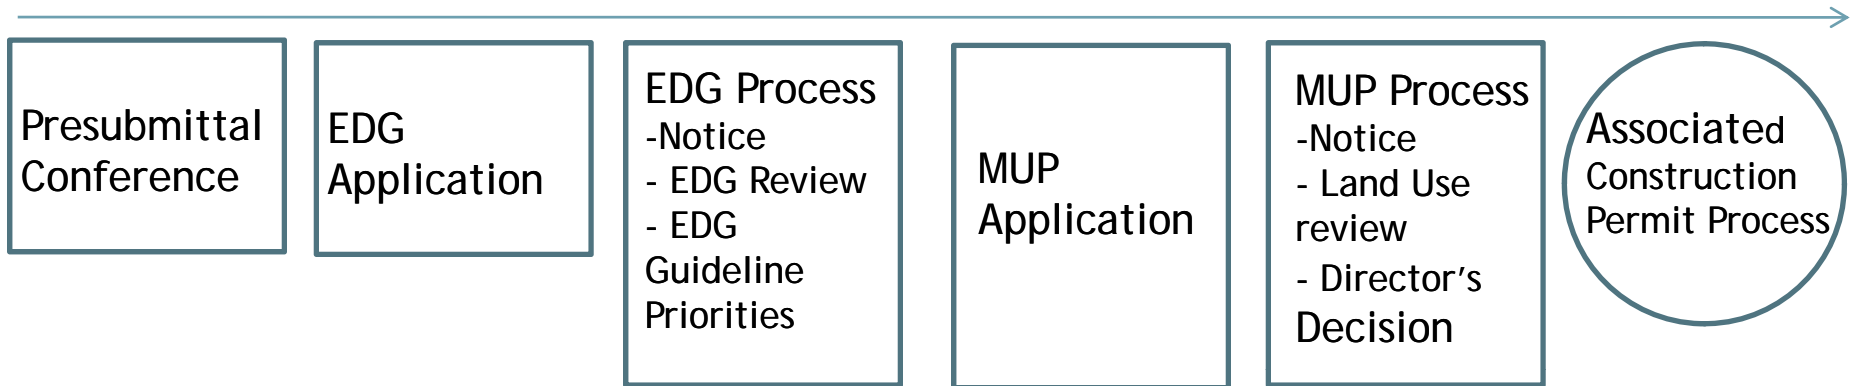 Presubmittal
Conference
EDG
Application
EDG Process
-Notice
- EDG Review
- EDG
Guideline
Priorities
MUP
Application
MUP Process
-Notice
- Land Use
review
- Director’s
Decision
Associated
Construction
Permit Process